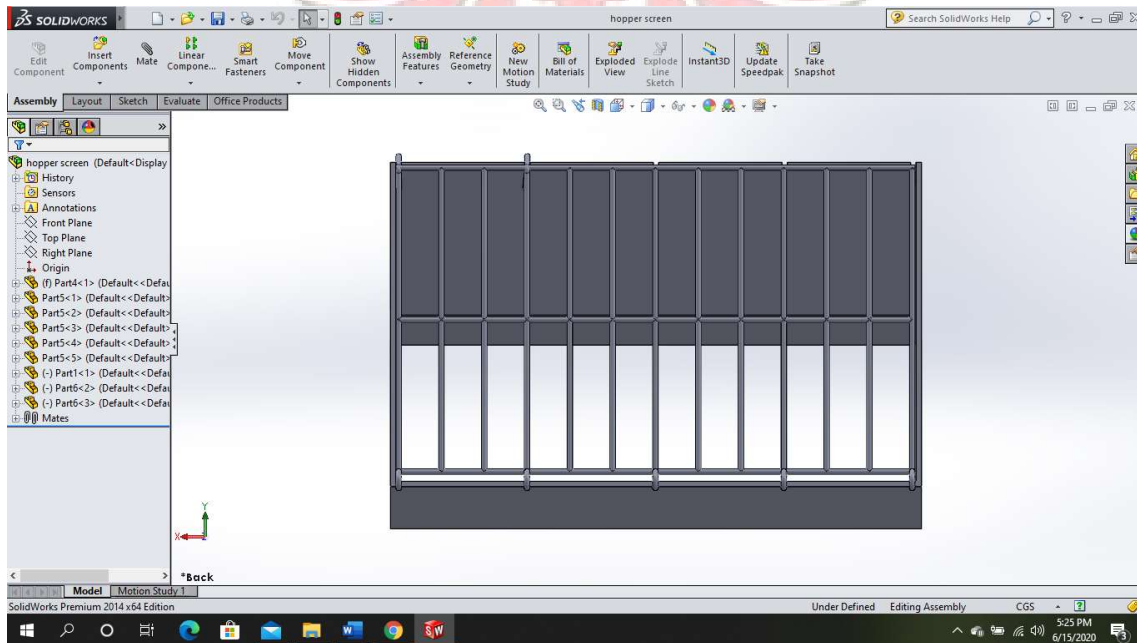 SOLIDWORKS
hopper screen
Search SolidWorks Help
Edit Component
Insert Components
Mate
Linear Compone...
Smart Fasteners
Move Component
Show Hidden Components
Assembly Features
Reference Geometry
New Motion Study
Bill of Materials
Exploded View
Explode Line Sketch
Instant3D
Update Speedpak
Take Snapshot
Assembly Layout Sketch Evaluate Office Products
hopper screen (Default<Display
History
Sensors
Annotations
Front Plane
Top Plane
Right Plane
Origin
(f) Part4<1> (Default<<Defau
Part5<1> (Default<<Default>
Part5<2> (Default<<Default>
Part5<3> (Default<<Default>
Part5<4> (Default<<Default>
Part5<5> (Default<<Default>
(-) Part1<1> (Default<<Defau
(-) Part6<2> (Default<<Defau
(-) Part6<3> (Default<<Defau
Mates
Y
X
*Back
Model Motion Study 1
SolidWorks Premium 2014 x64 Edition
Under Defined Editing Assembly CGS
5:25 PM
6/15/2020